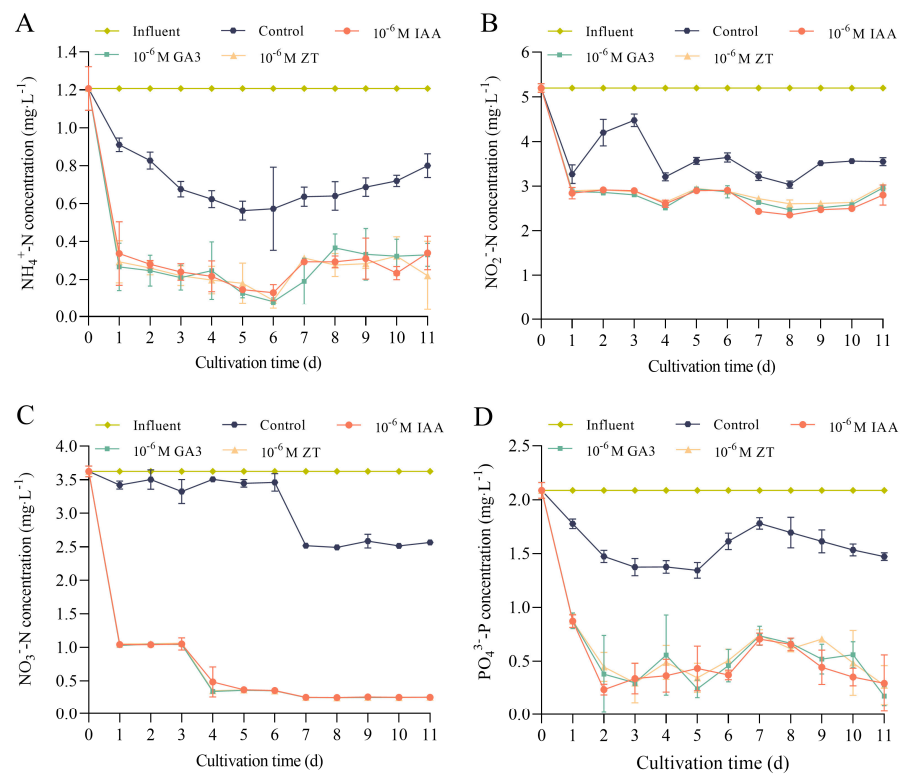 A
Influent
Control
10⁻⁶ M IAA
10⁻⁶ M GA3
10⁻⁶ M ZT
NH₄⁺-N concentration (mg·L⁻¹)
1.4
1.2
1.0
0.8
0.6
0.4
0.2
0.0
0 1 2 3 4 5 6 7 8 9 10 11
Cultivation time (d)
B
Influent
Control
10⁻⁶ M IAA
10⁻⁶ M GA3
10⁻⁶ M ZT
NO₂⁻-N concentration (mg·L⁻¹)
6
5
4
3
2
1
0
0 1 2 3 4 5 6 7 8 9 10 11
Cultivation time (d)
C
Influent
Control
10⁻⁶ M IAA
10⁻⁶ M GA3
10⁻⁶ M ZT
NO₃⁻-N concentration (mg·L⁻¹)
4.0
3.5
3.0
2.5
2.0
1.5
1.0
0.5
0.0
0 1 2 3 4 5 6 7 8 9 10 11
Cultivation time (d)
D
Influent
Control
10⁻⁶ M IAA
10⁻⁶ M GA3
10⁻⁶ M ZT
PO₄³⁻-P concentration (mg·L⁻¹)
2.5
2.0
1.5
1.0
0.5
0.0
0 1 2 3 4 5 6 7 8 9 10 11
Cultivation time (d)